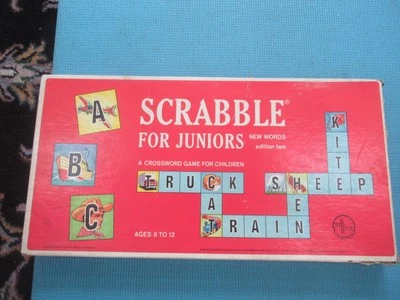 A
B
C
SCRABBLE®
FOR JUNIORS
NEW WORDS
edition two
A CROSSWORD GAME FOR CHILDREN
KITE
TRUCK SHEEP
CAT
HEN
TRAIN
AGES 6 TO 12